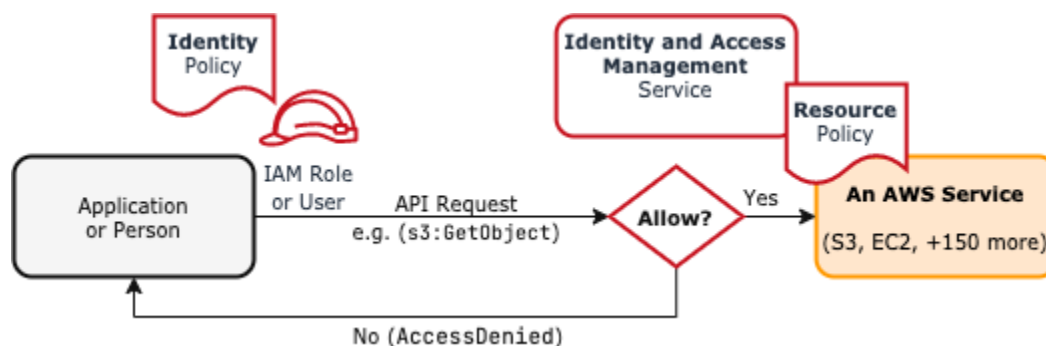 Identity
Policy
Identity and Access
Management
Service
Resource
Policy
IAM Role
or User
Application
or Person
API Request
e.g. (s3:GetObject)
Allow?
Yes
An AWS Service
(S3, EC2, +150 more)
No (AccessDenied)